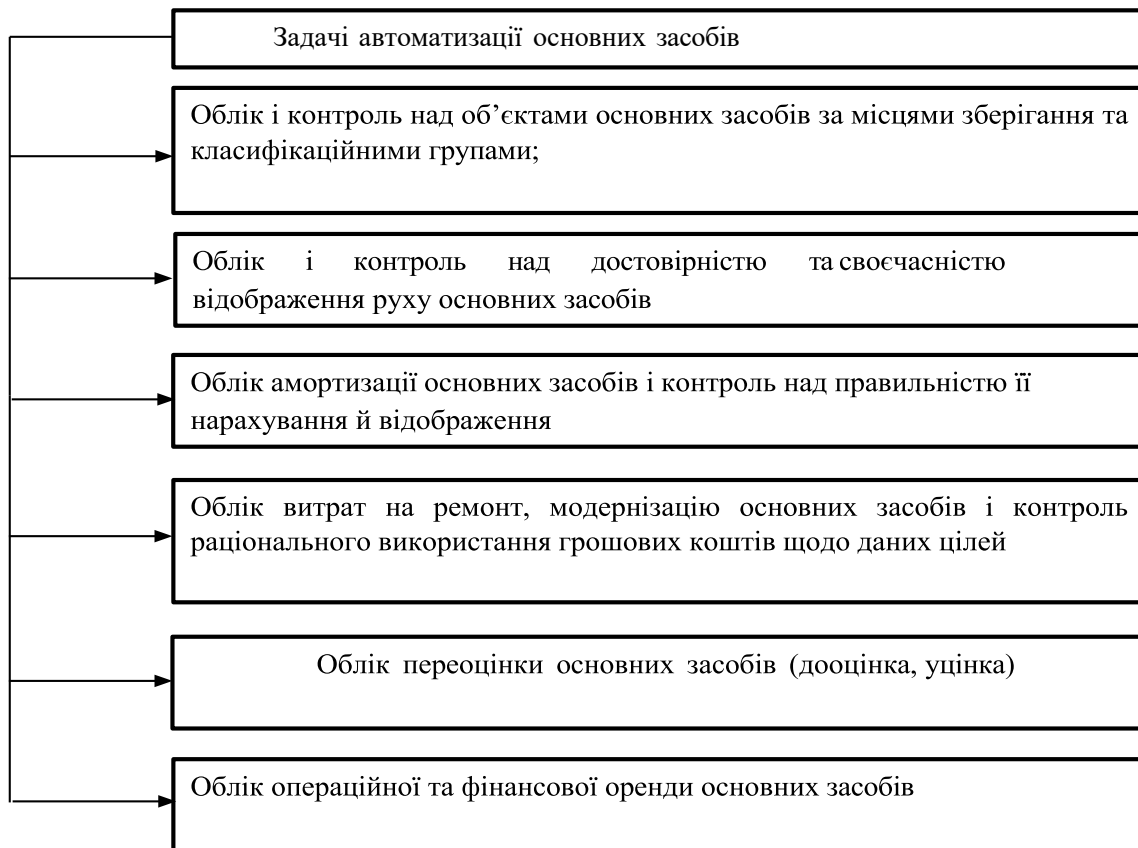 Задачі автоматизації основних засобів
Облік і контроль над об’єктами основних засобів за місцями зберігання та
класифікаційними групами;
Облік і контроль над достовірністю та своєчасністю
відображення руху основних засобів
Облік амортизації основних засобів і контроль над правильністю її
нарахування й відображення
Облік витрат на ремонт, модернізацію основних засобів і контроль
раціонального використання грошових коштів щодо даних цілей
Облік переоцінки основних засобів (дооцінка, уцінка)
Облік операційної та фінансової оренди основних засобів